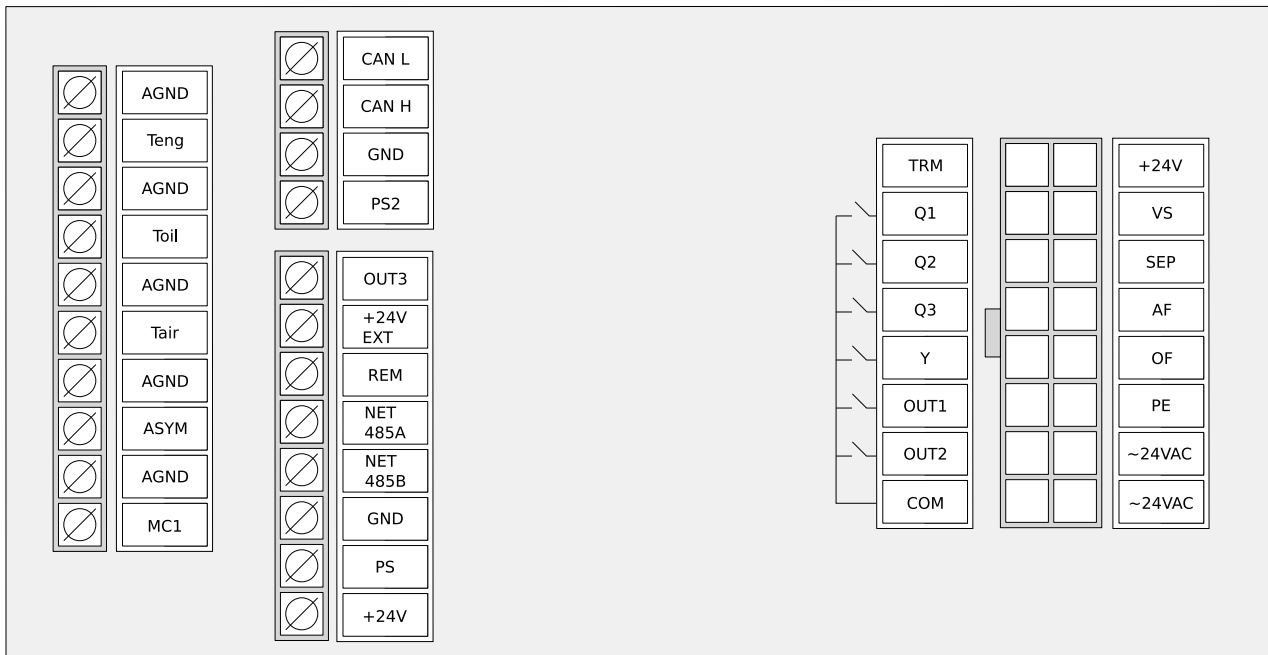 AGND
Teng
AGND
Toil
AGND
Tair
AGND
ASYM
AGND
MC1
CAN L
CAN H
GND
PS2
OUT3
+24V
EXT
REM
NET
485A
NET
485B
GND
PS
+24V
TRM
Q1
Q2
Q3
Y
OUT1
OUT2
COM
+24V
VS
SEP
AF
OF
PE
~24VAC
~24VAC